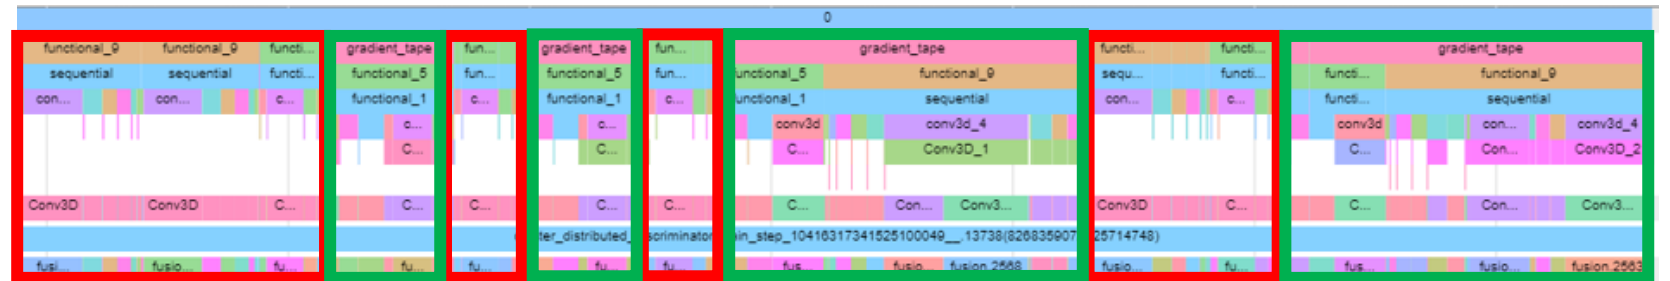 0
functional_9 functional_9 functi... gradient_tape fun... gradient_tape fun... gradient_tape functi... functi... gradient_tape
sequential sequential functi... functional_5 fun... functional_5 fun... unctional_5 functional_9 sequ... functi... functi... functional_9
con... con... c... functional_1 c... functional_1 c... unctional_1 sequential con... c... functi... sequential
c... c... conv3d conv3d_4 conv3d con... conv3d_4
C... C... C... Conv3D_1 C... Con... Conv3D_2
Conv3D Conv3D C... C... C... C... C... C... Con... Conv3... Conv3D C... C... Con... Conv3...
ter_distributed_ scriminator in_step_10416317341525100049__.13738(826835907 25714748)
fusi... fusio... fu... fu... fu... fu... fu... fus... fusio... fusion.2568 fusio... fu... fus... fusio... fusion.2563